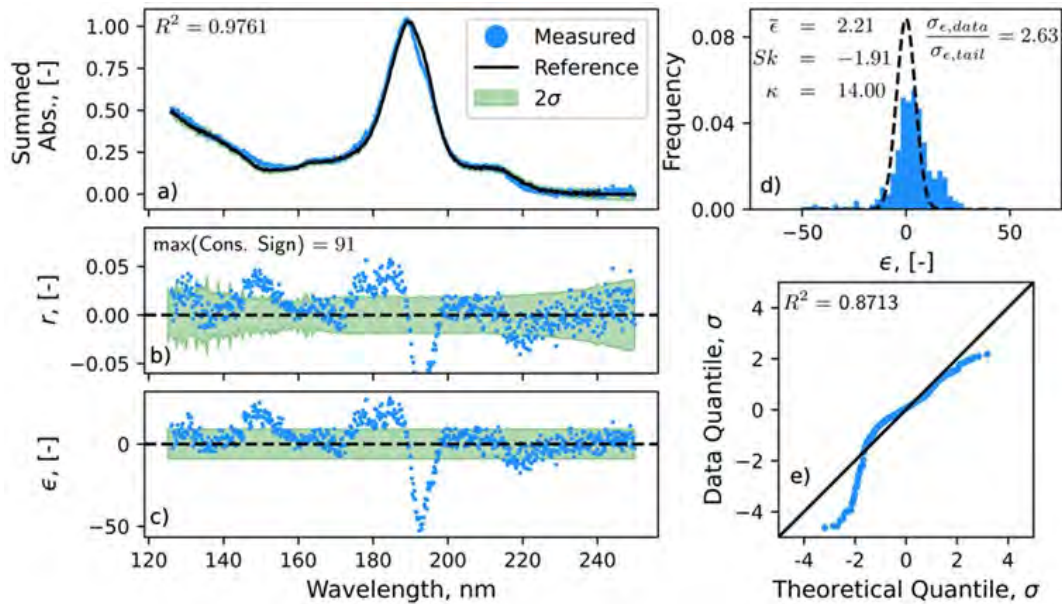 R² = 0.9761
Measured
Reference
2σ
Summed
Abs., [-]
1.00
0.75
0.50
0.25
0.00
a)
max(Cons. Sign) = 91
r, [-]
0.05
0.00
−0.05
b)
ϵ, [-]
0
−50
c)
120 140 160 180 200 220 240
Wavelength, nm
ϵ̄ = 2.21
Sk = −1.91
κ = 14.00
σϵ,data
σϵ,tail
= 2.63
Frequency
0.08
0.04
0.00
d)
−50 0 50
ϵ, [-]
R² = 0.8713
Data Quantile, σ
4
2
0
−2
−4
e)
−4 −2 0 2 4
Theoretical Quantile, σ